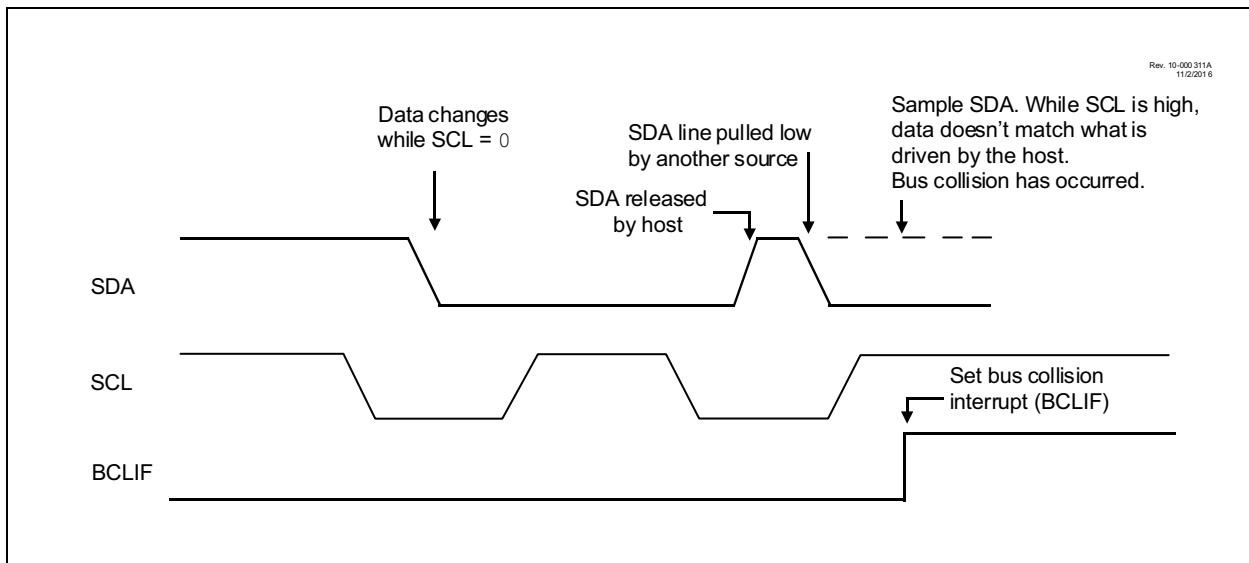 Rev. 10-000 311A
11/2/201 6
Data changes
while SCL = 0
SDA line pulled low
by another source
Sample SDA. While SCL is high,
data doesn't match what is
driven by the host.
Bus collision has occurred.
SDA released
by host
SDA
SCL
Set bus collision
interrupt (BCLIF)
BCLIF